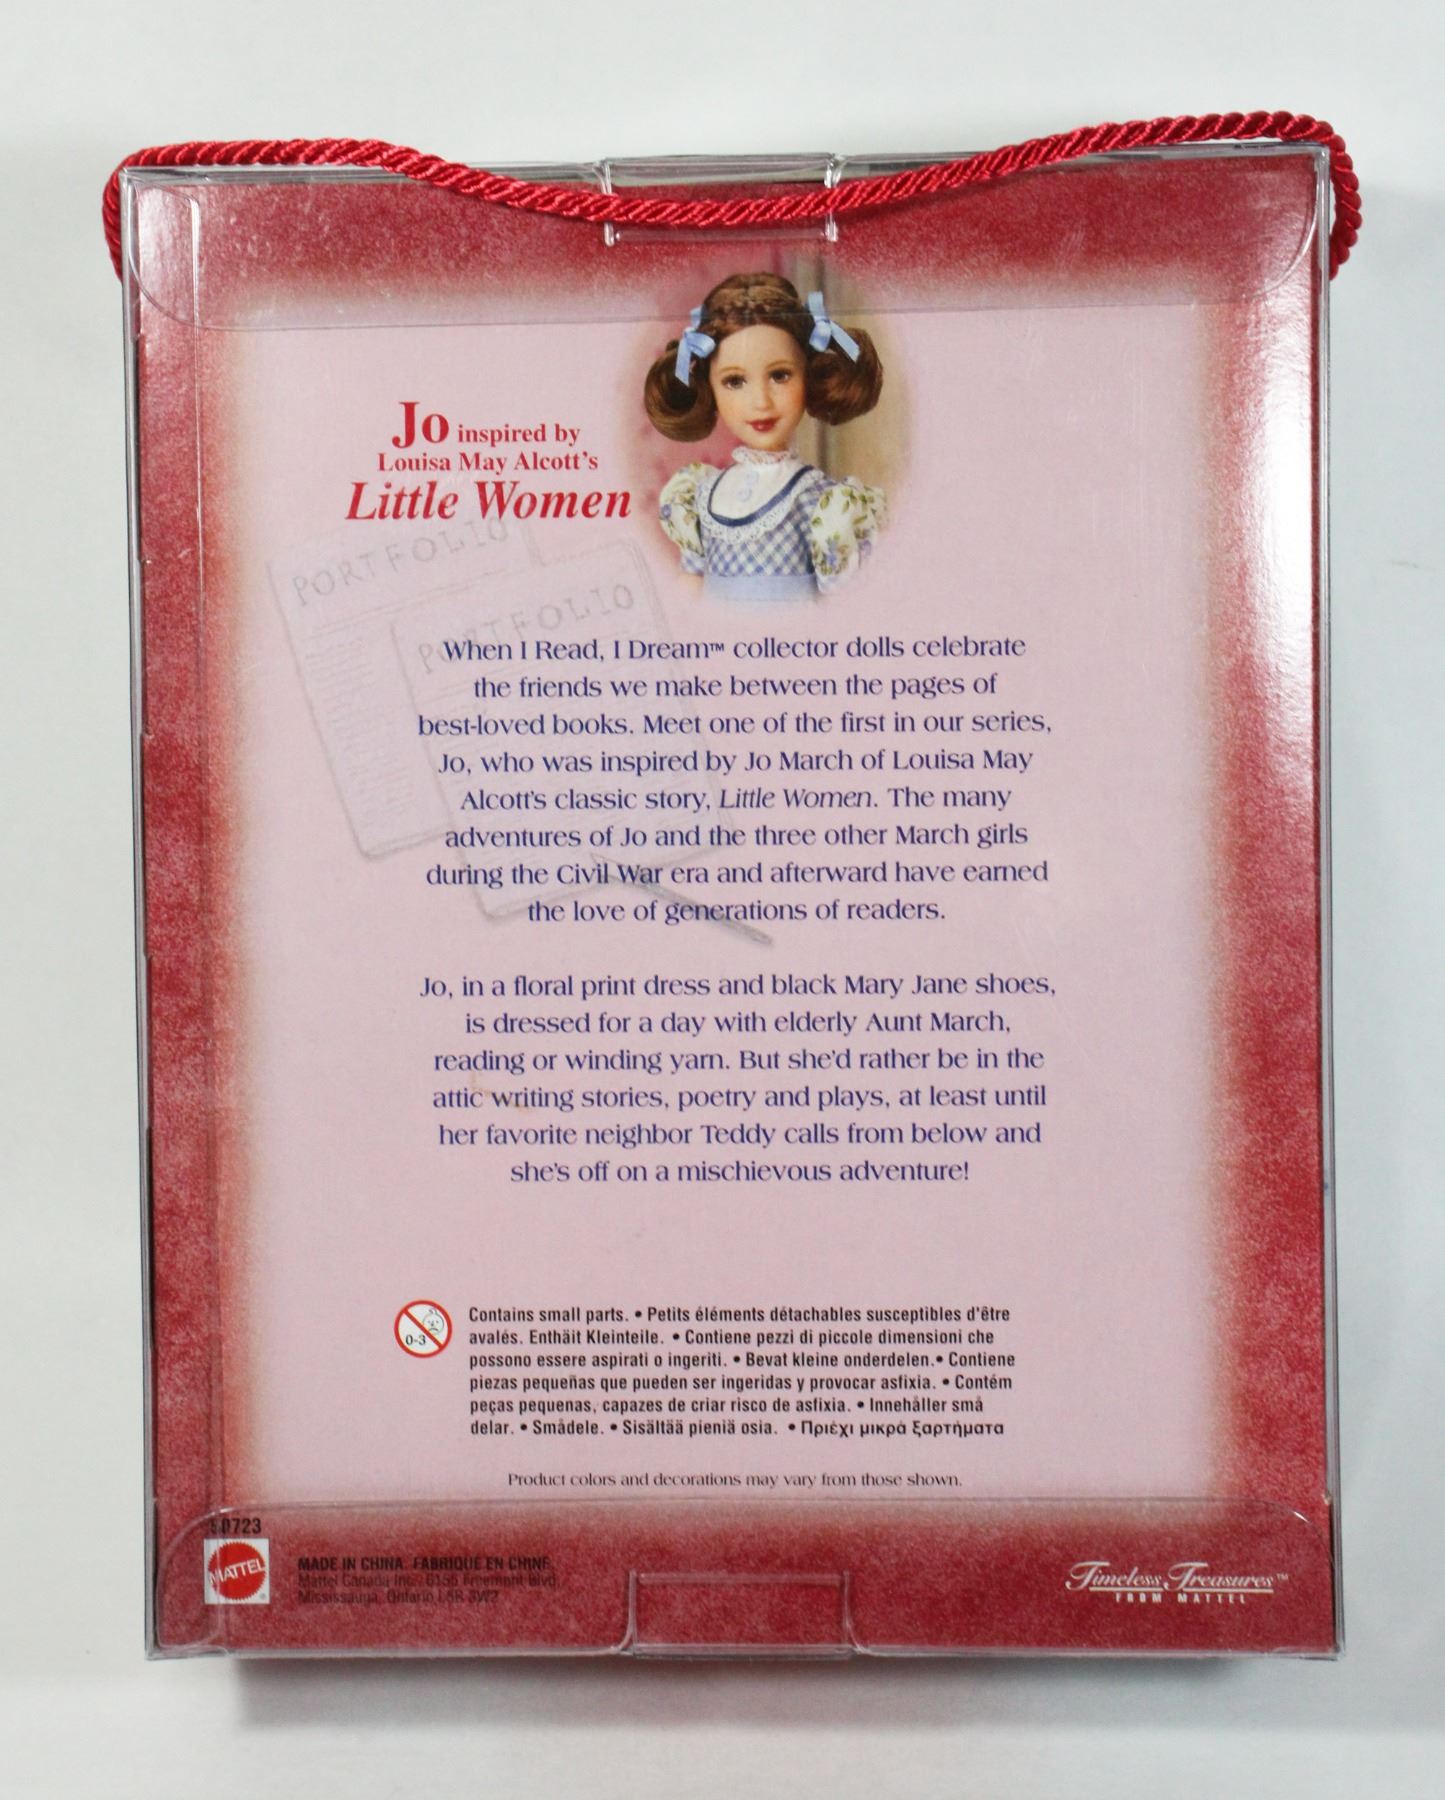 Jo inspired by
Louisa May Alcott's
Little Women
PORTFOLIO
PORTFOLIO
When I Read, I Dream™ collector dolls celebrate
the friends we make between the pages of
best-loved books. Meet one of the first in our series,
Jo, who was inspired by Jo March of Louisa May
Alcott's classic story, Little Women. The many
adventures of Jo and the three other March girls
during the Civil War era and afterward have earned
the love of generations of readers.
Jo, in a floral print dress and black Mary Jane shoes,
is dressed for a day with elderly Aunt March,
reading or winding yarn. But she'd rather be in the
attic writing stories, poetry and plays, at least until
her favorite neighbor Teddy calls from below and
she's off on a mischievous adventure!
0-3
Contains small parts. • Petits éléments détachables susceptibles d'être
avalés. Enthäit Kleinteile. • Contiene pezzi di piccole dimensioni che
possono essere aspirati o ingeriti. • Bevat kleine onderdelen.• Contiene
piezas pequeñas que pueden ser ingeridas y provocar asfixia. • Contém
peças pequenas, capazes de criar risco de asfixia. • Innehåller små
delar. • Smådele. • Sisältää pieniä osia. • Πριέχι μικρά ξαρτήματα
Product colors and decorations may vary from those shown.
50723
MATTEL
MADE IN CHINA. FABRIQUÉ EN CHINE.
Mattel Canada Inc., 6155 Freemont Blvd,
Mississauga, Ontario L5R 3W2
Timeless Treasures™
FROM MATTEL